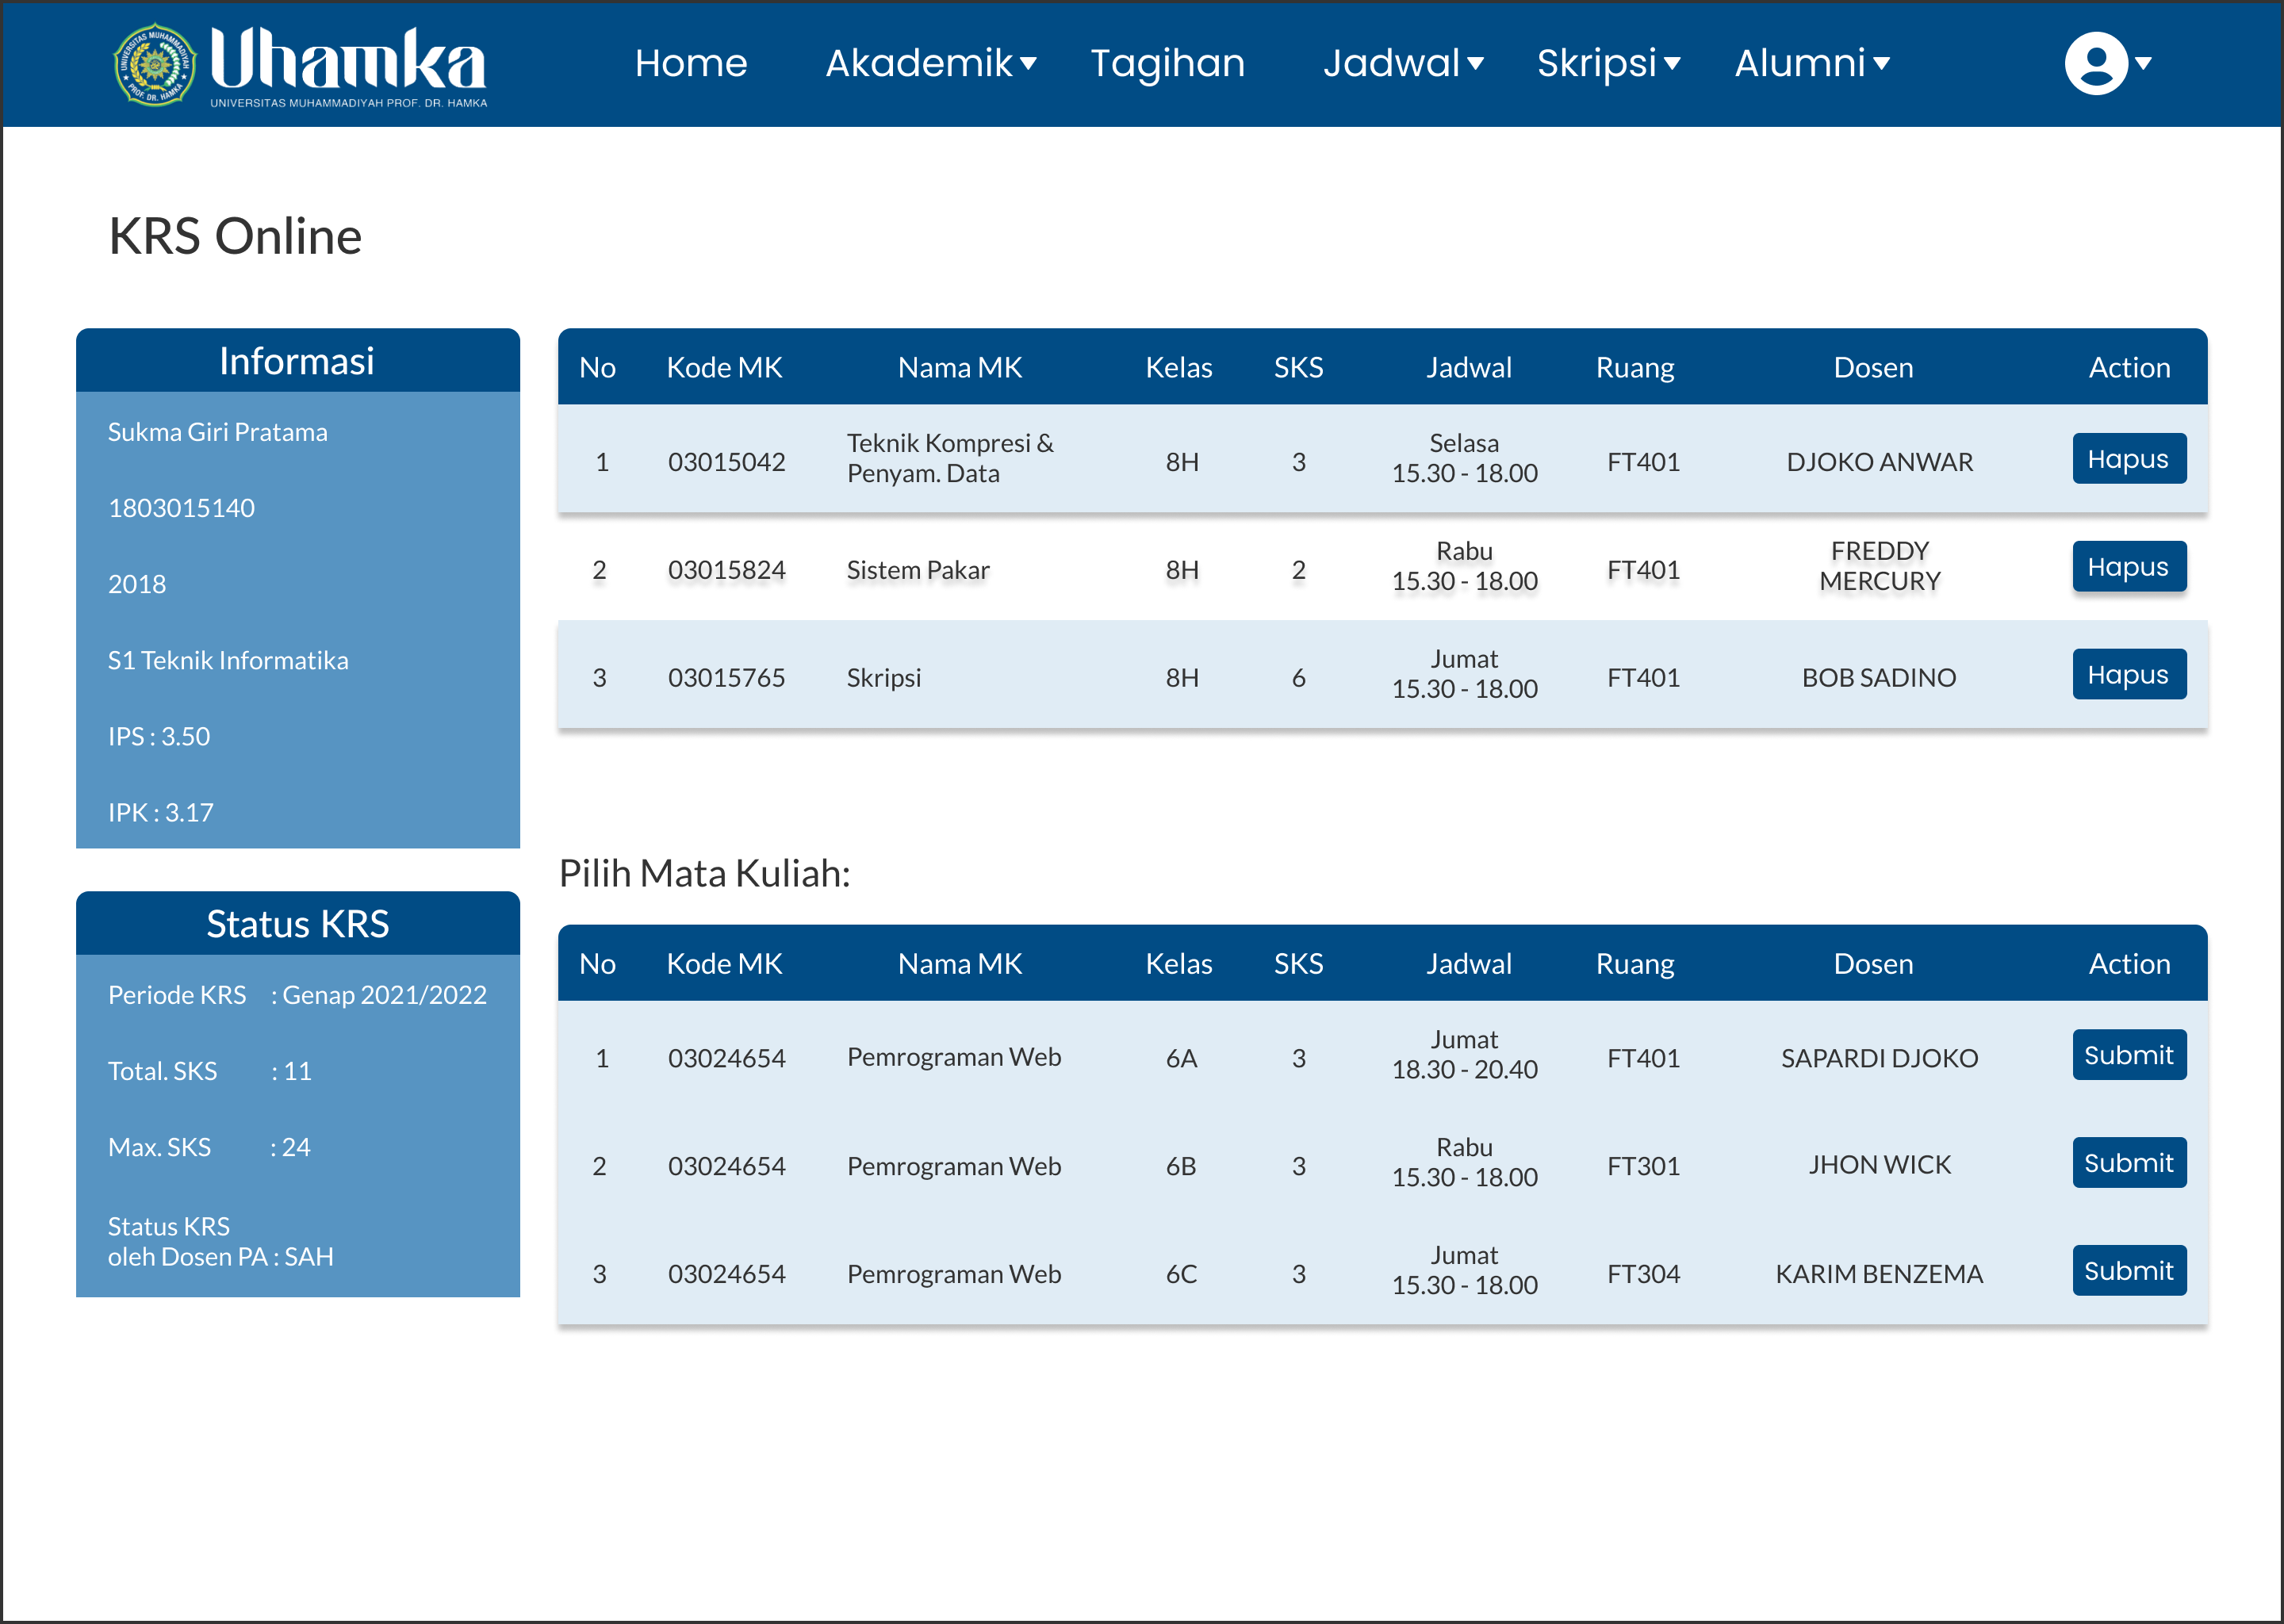 UNIVERSITAS MUHAMMADIYAH
PROF. DR. HAMKA
Uhamka
UNIVERSITAS MUHAMMADIYAH PROF. DR. HAMKA
Home Akademik Tagihan Jadwal Skripsi Alumni
KRS Online
Informasi
Sukma Giri Pratama
1803015140
2018
S1 Teknik Informatika
IPS : 3.50
IPK : 3.17
Status KRS
Periode KRS : Genap 2021/2022
Total. SKS : 11
Max. SKS : 24
Status KRS
oleh Dosen PA : SAH
No Kode MK Nama MK Kelas SKS Jadwal Ruang Dosen Action
1 03015042 Teknik Kompresi & Penyam. Data 8H 3 Selasa 15.30 - 18.00 FT401 DJOKO ANWAR Hapus
2 03015824 Sistem Pakar 8H 2 Rabu 15.30 - 18.00 FT401 FREDDY MERCURY Hapus
3 03015765 Skripsi 8H 6 Jumat 15.30 - 18.00 FT401 BOB SADINO Hapus
Pilih Mata Kuliah:
No Kode MK Nama MK Kelas SKS Jadwal Ruang Dosen Action
1 03024654 Pemrograman Web 6A 3 Jumat 18.30 - 20.40 FT401 SAPARDI DJOKO Submit
2 03024654 Pemrograman Web 6B 3 Rabu 15.30 - 18.00 FT301 JHON WICK Submit
3 03024654 Pemrograman Web 6C 3 Jumat 15.30 - 18.00 FT304 KARIM BENZEMA Submit